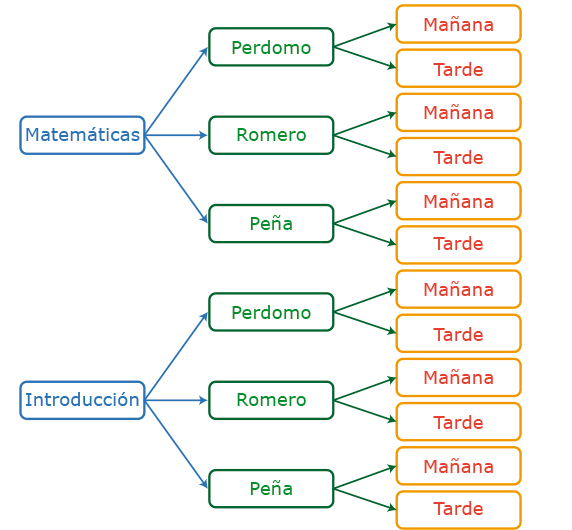 Mañana
Perdomo
Tarde
Mañana
Matemáticas
Romero
Tarde
Mañana
Peña
Tarde
Mañana
Perdomo
Tarde
Mañana
Introducción
Romero
Tarde
Mañana
Peña
Tarde